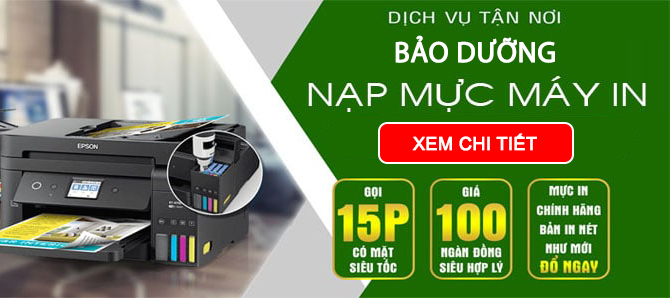 DỊCH VỤ TẬN NƠI
BẢO DƯỠNG
NẠP MỰC MÁY IN
XEM CHI TIẾT
EPSON
GỌI
15P
CÓ MẶT
SIÊU TỐC
GIÁ
100
NGÀN ĐỒNG
SIÊU HỢP LÝ
MỰC IN
CHÍNH HÃNG
BẢN IN NÉT
NHƯ MỚI
ĐỔ NGAY